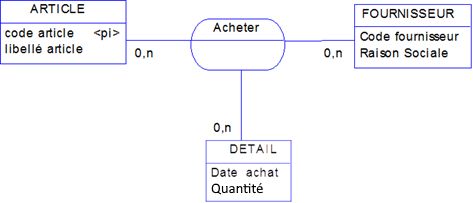 ARTICLE
code article <pi>
libellé article
0,n
Acheter
0,n
FOURNISSEUR
Code fournisseur
Raison Sociale
0,n
DETAIL
Date achat
Quantité